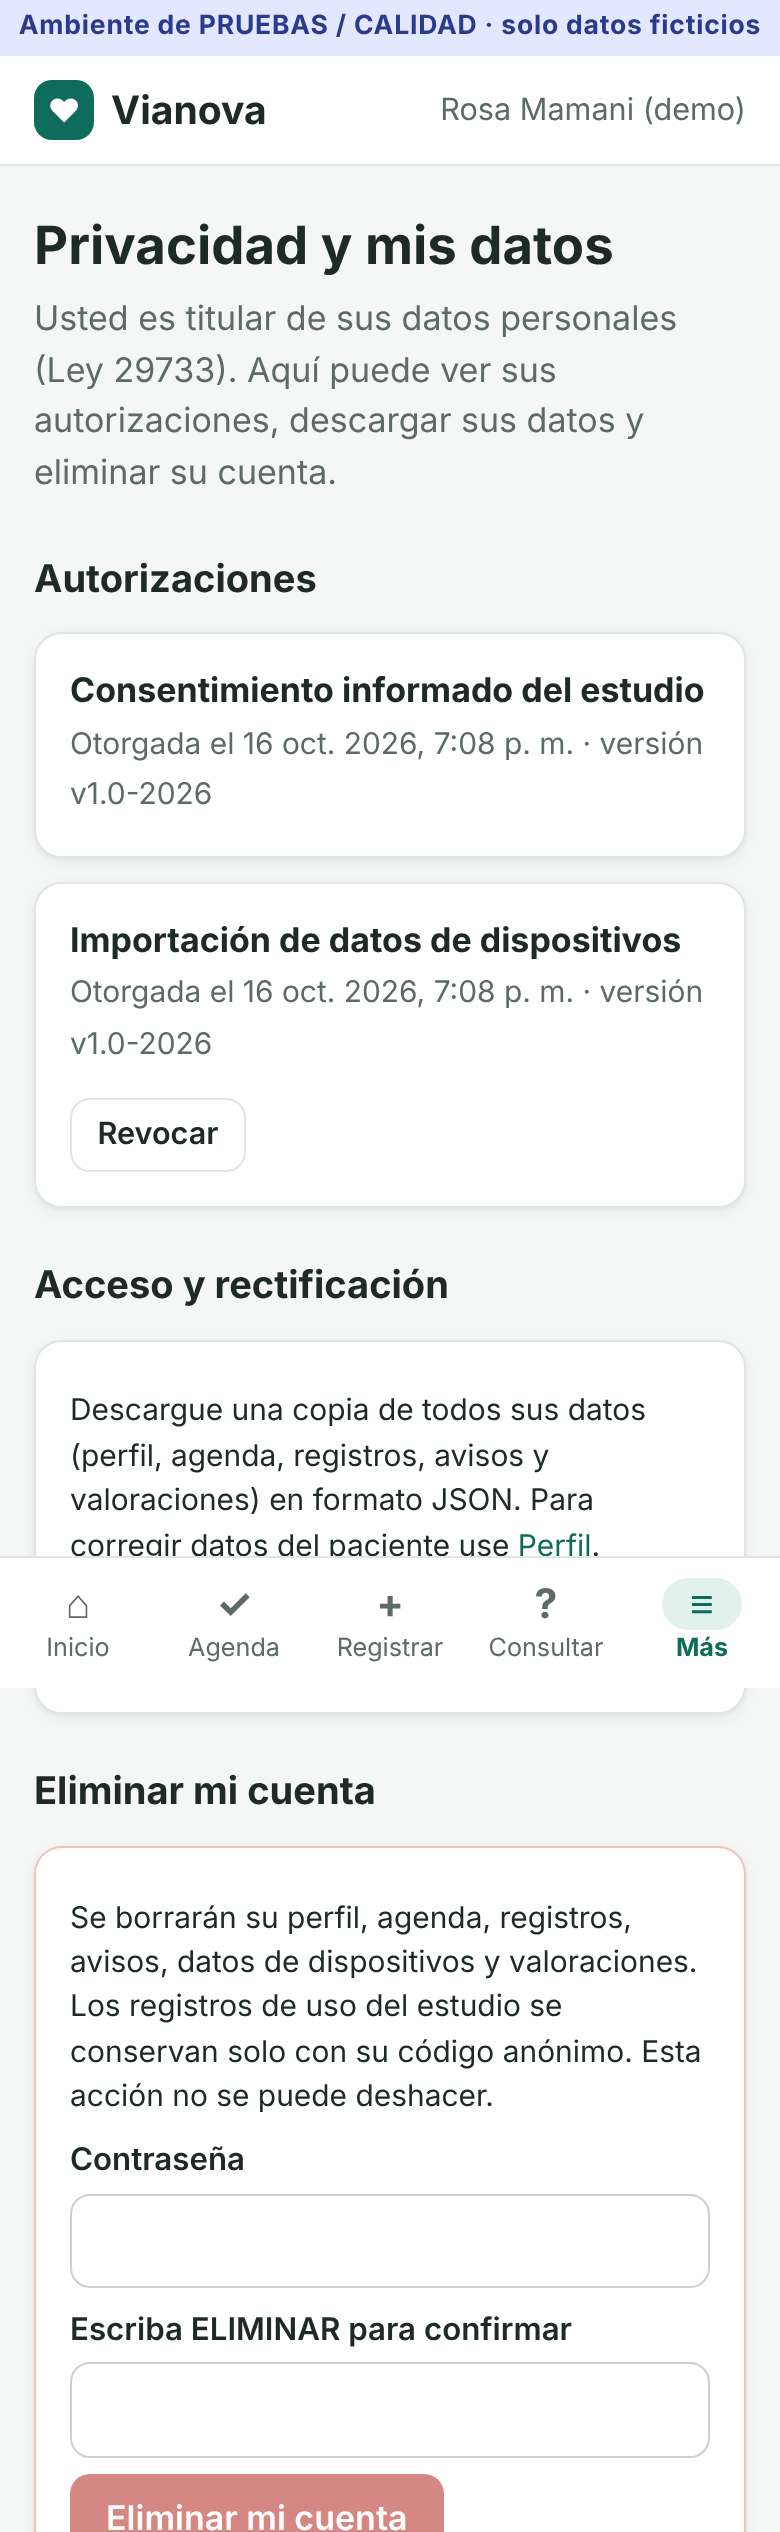 Ambiente de PRUEBAS / CALIDAD · solo datos ficticios
Vianova
Rosa Mamani (demo)
Privacidad y mis datos
Usted es titular de sus datos personales
(Ley 29733). Aquí puede ver sus
autorizaciones, descargar sus datos y
eliminar su cuenta.
Autorizaciones
Consentimiento informado del estudio
Otorgada el 16 oct. 2026, 7:08 p. m. · versión
v1.0-2026
Importación de datos de dispositivos
Otorgada el 16 oct. 2026, 7:08 p. m. · versión
v1.0-2026
Revocar
Acceso y rectificación
Descargue una copia de todos sus datos
(perfil, agenda, registros, avisos y
valoraciones) en formato JSON. Para
corregir datos del paciente use Perfil.
Inicio
Agenda
Registrar
Consultar
Más
Eliminar mi cuenta
Se borrarán su perfil, agenda, registros,
avisos, datos de dispositivos y valoraciones.
Los registros de uso del estudio se
conservan solo con su código anónimo. Esta
acción no se puede deshacer.
Contraseña
Escriba ELIMINAR para confirmar
Eliminar mi cuenta